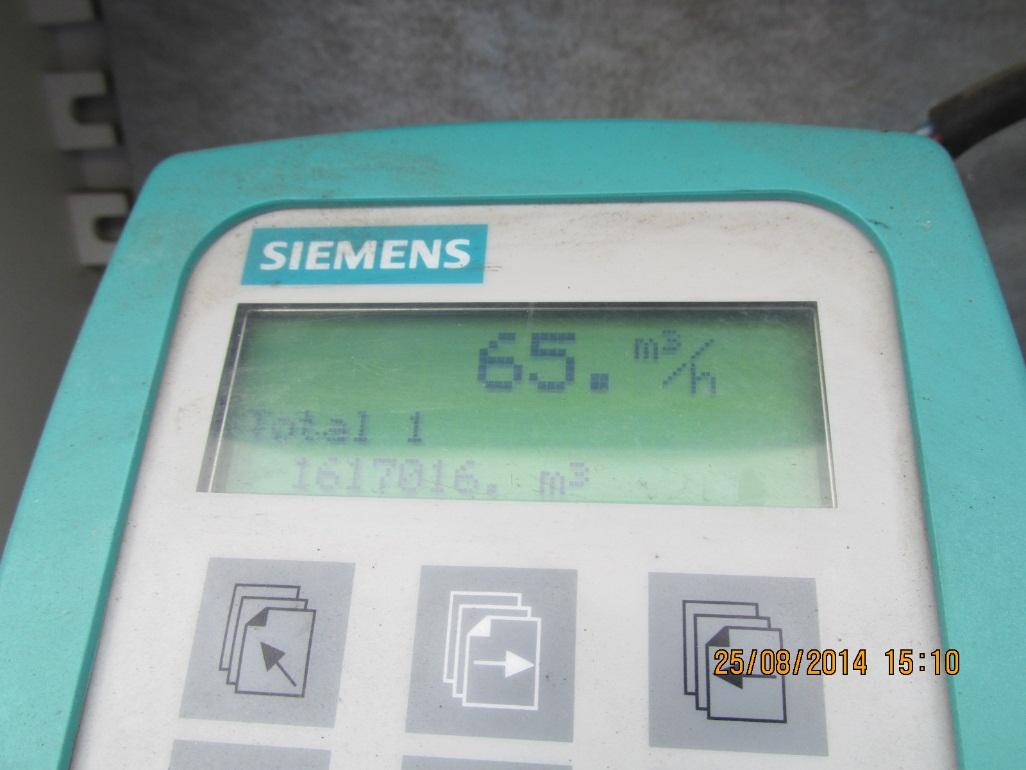 SIEMENS
65. m³/h
Total 1
1617016. m³
25/08/2014 15:10